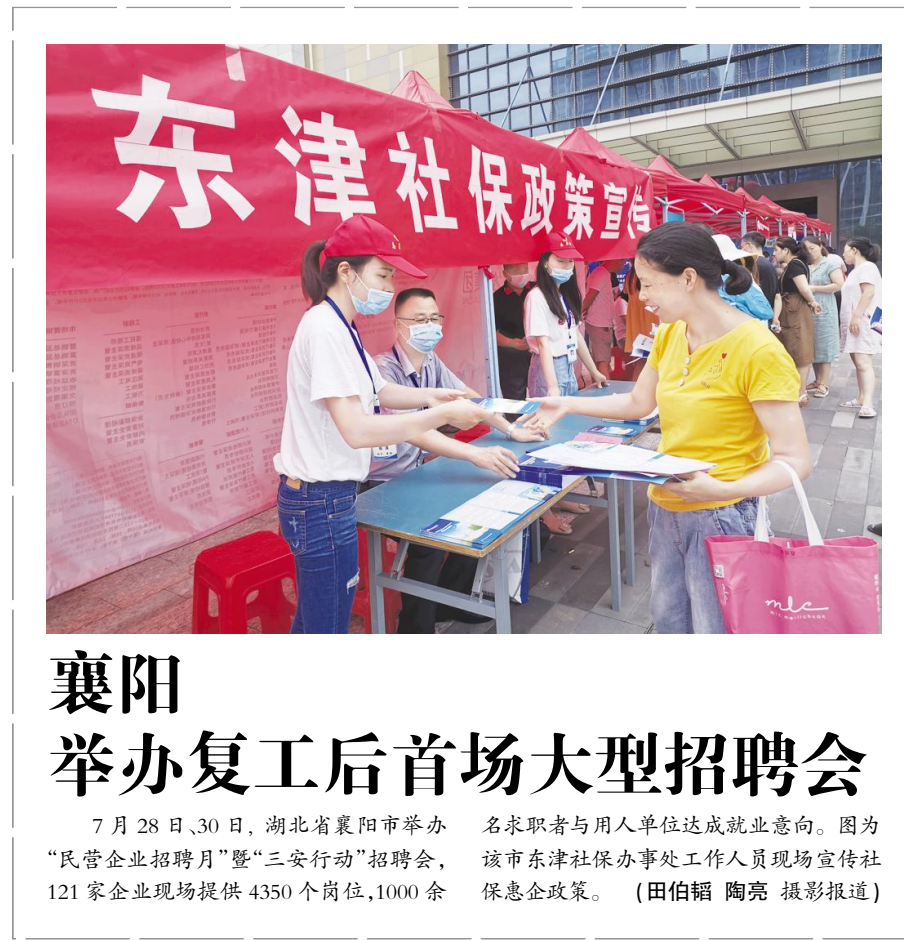 东津社保政策宣传
mlc
襄阳
举办复工后首场大型招聘会
7月28日、30日，湖北省襄阳市举办
“民营企业招聘月”暨“三安行动”招聘会，
121家企业现场提供4350个岗位，1000余
名求职者与用人单位达成就业意向。图为
该市东津社保办事处工作人员现场宣传社
保惠企政策。 （田伯韬 陶亮 摄影报道）